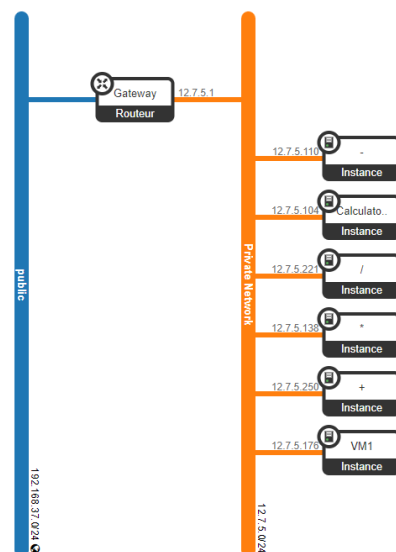 Gateway
Routeur
12.7.5.1
12.7.5.110
-
Instance
12.7.5.104
Calculato..
Instance
12.7.5.221
/
Instance
12.7.5.138
*
Instance
12.7.5.250
+
Instance
12.7.5.176
VM1
Instance
public
Private Network
192.168.37.0/24
12.7.5.0/24